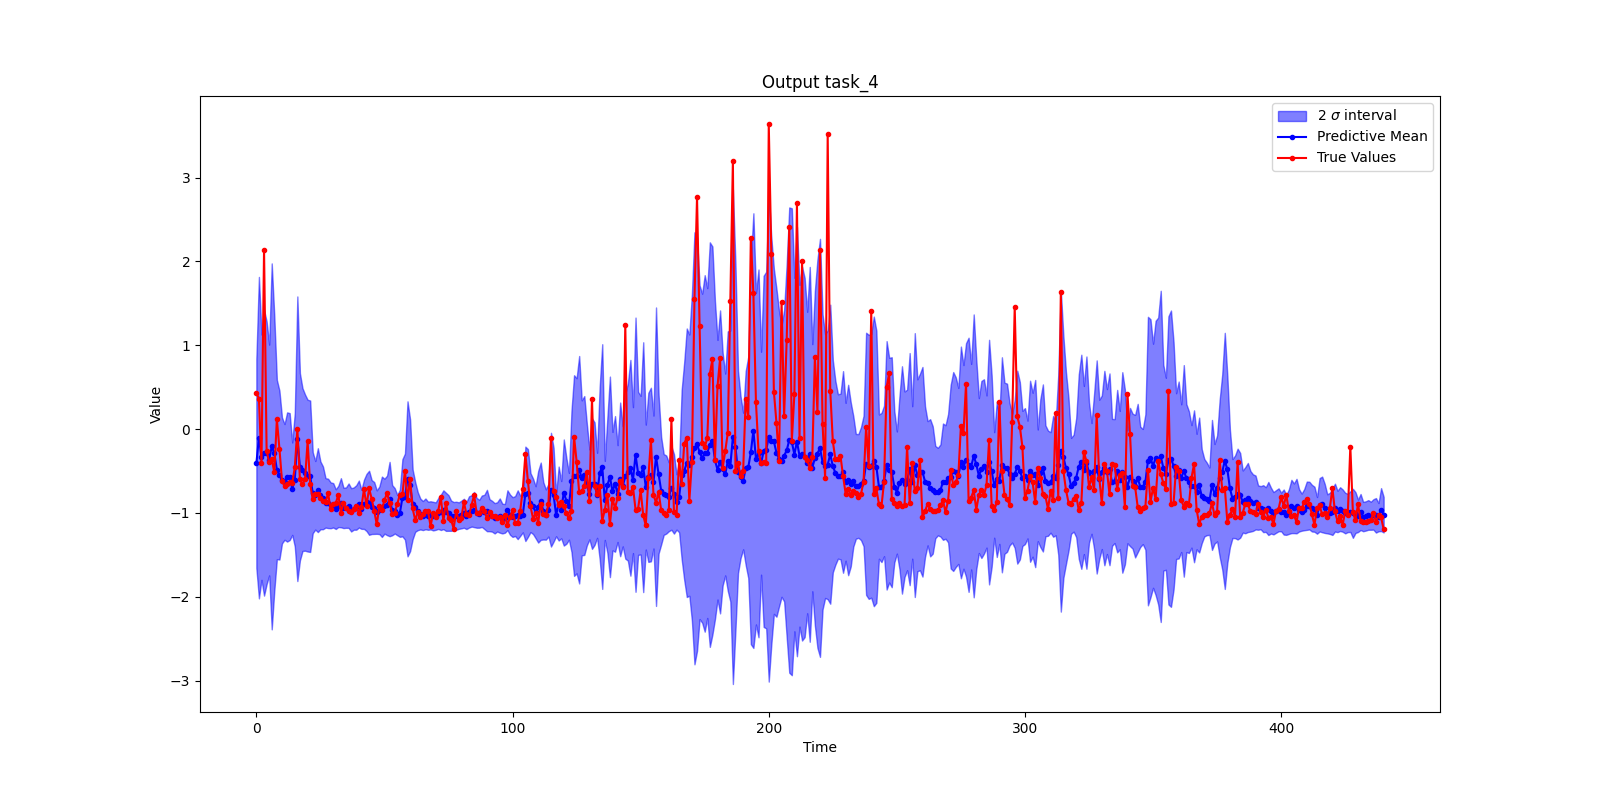 Output task_4
2 σ interval
Predictive Mean
True Values
Value
3
2
1
0
−1
−2
−3
0
100
200
300
400
Time